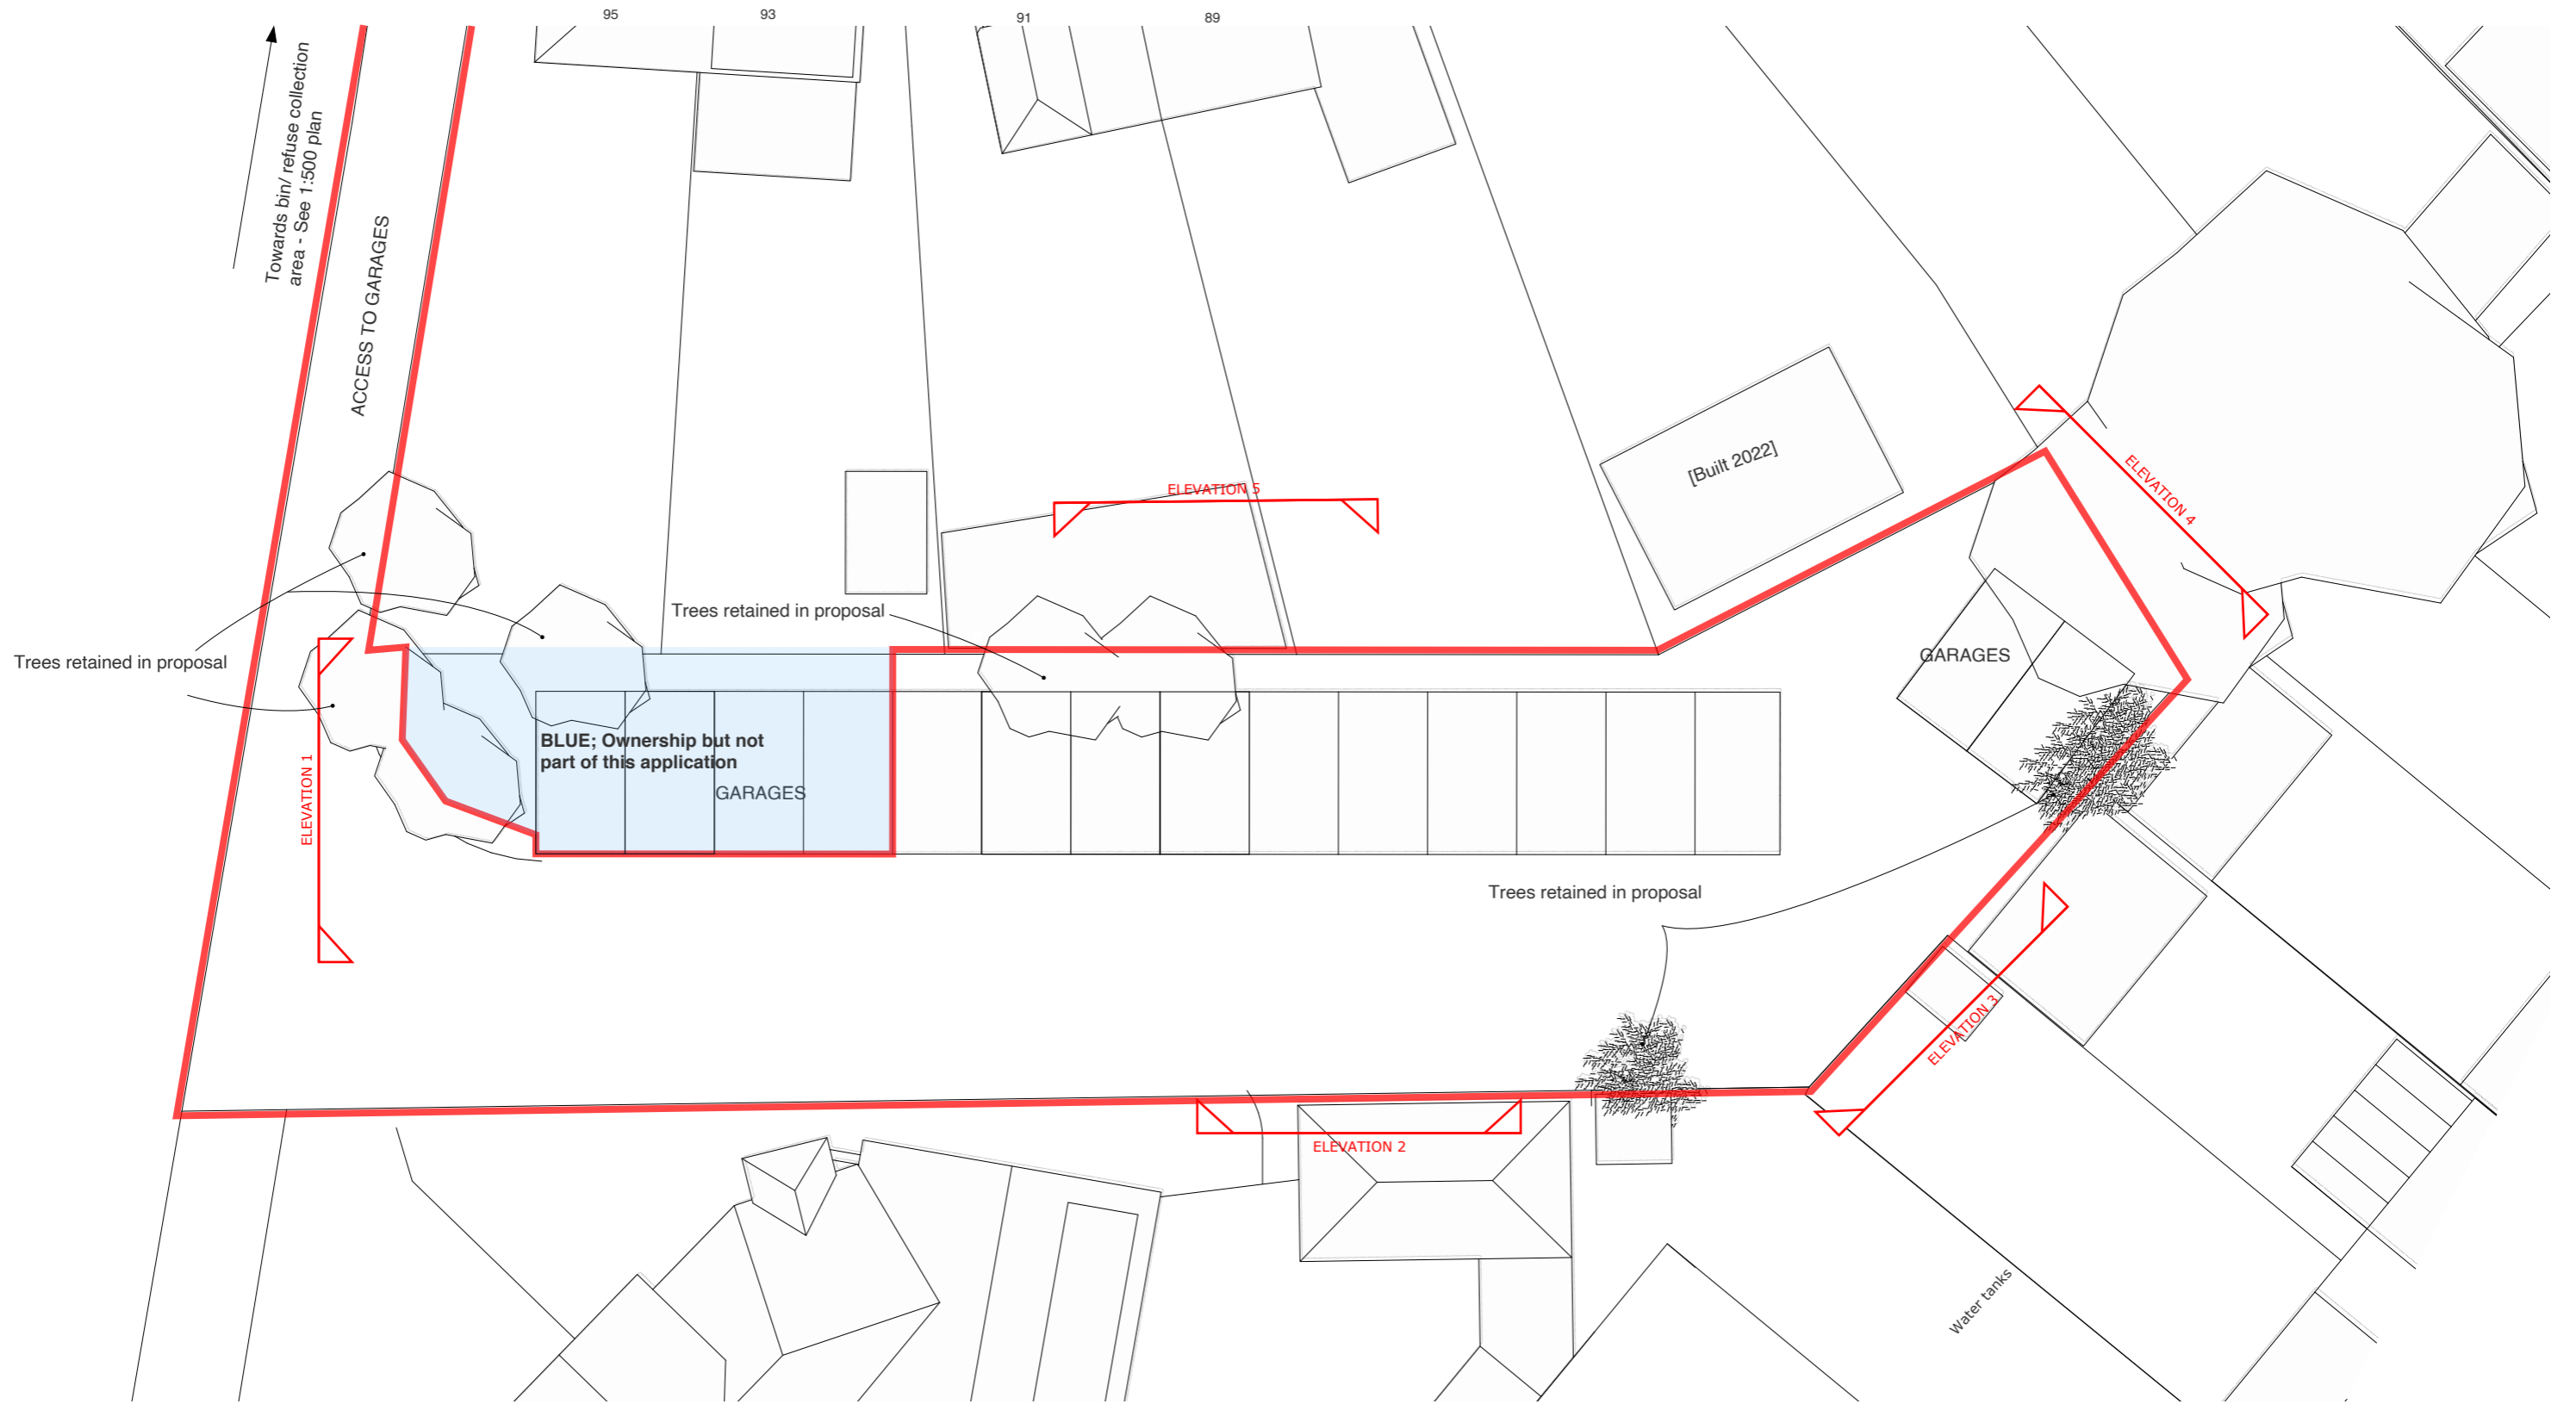 95
93
91
89
Towards bin/ refuse collection
area - See 1:500 plan
ACCESS TO GARAGES
[Built 2022]
ELEVATION 5
ELEVATION 4
Trees retained in proposal
Trees retained in proposal
GARAGES
BLUE; Ownership but not
part of this application
GARAGES
ELEVATION 1
Trees retained in proposal
ELEVATION 3
ELEVATION 2
Water tanks